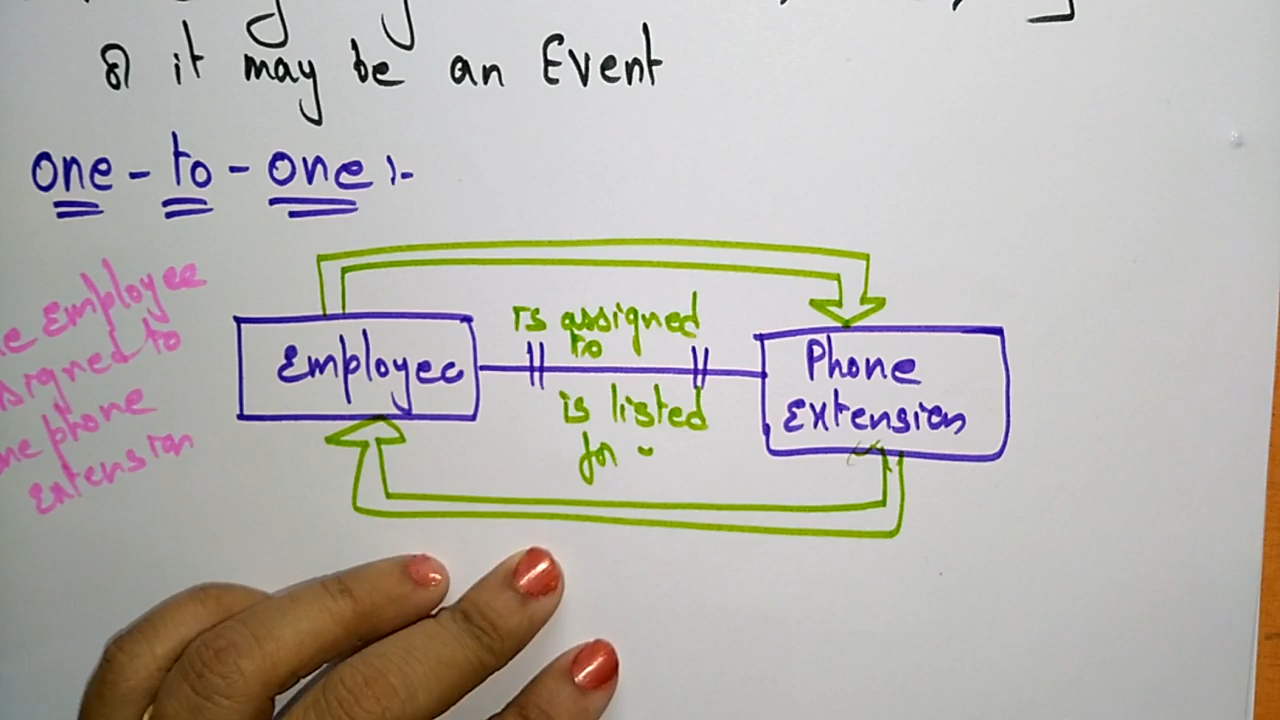 it may be an Event
one-to-one :-
Employee
assigned to
phone
extension
Employee
is assigned
to
is listed
for -
Phone
Extension